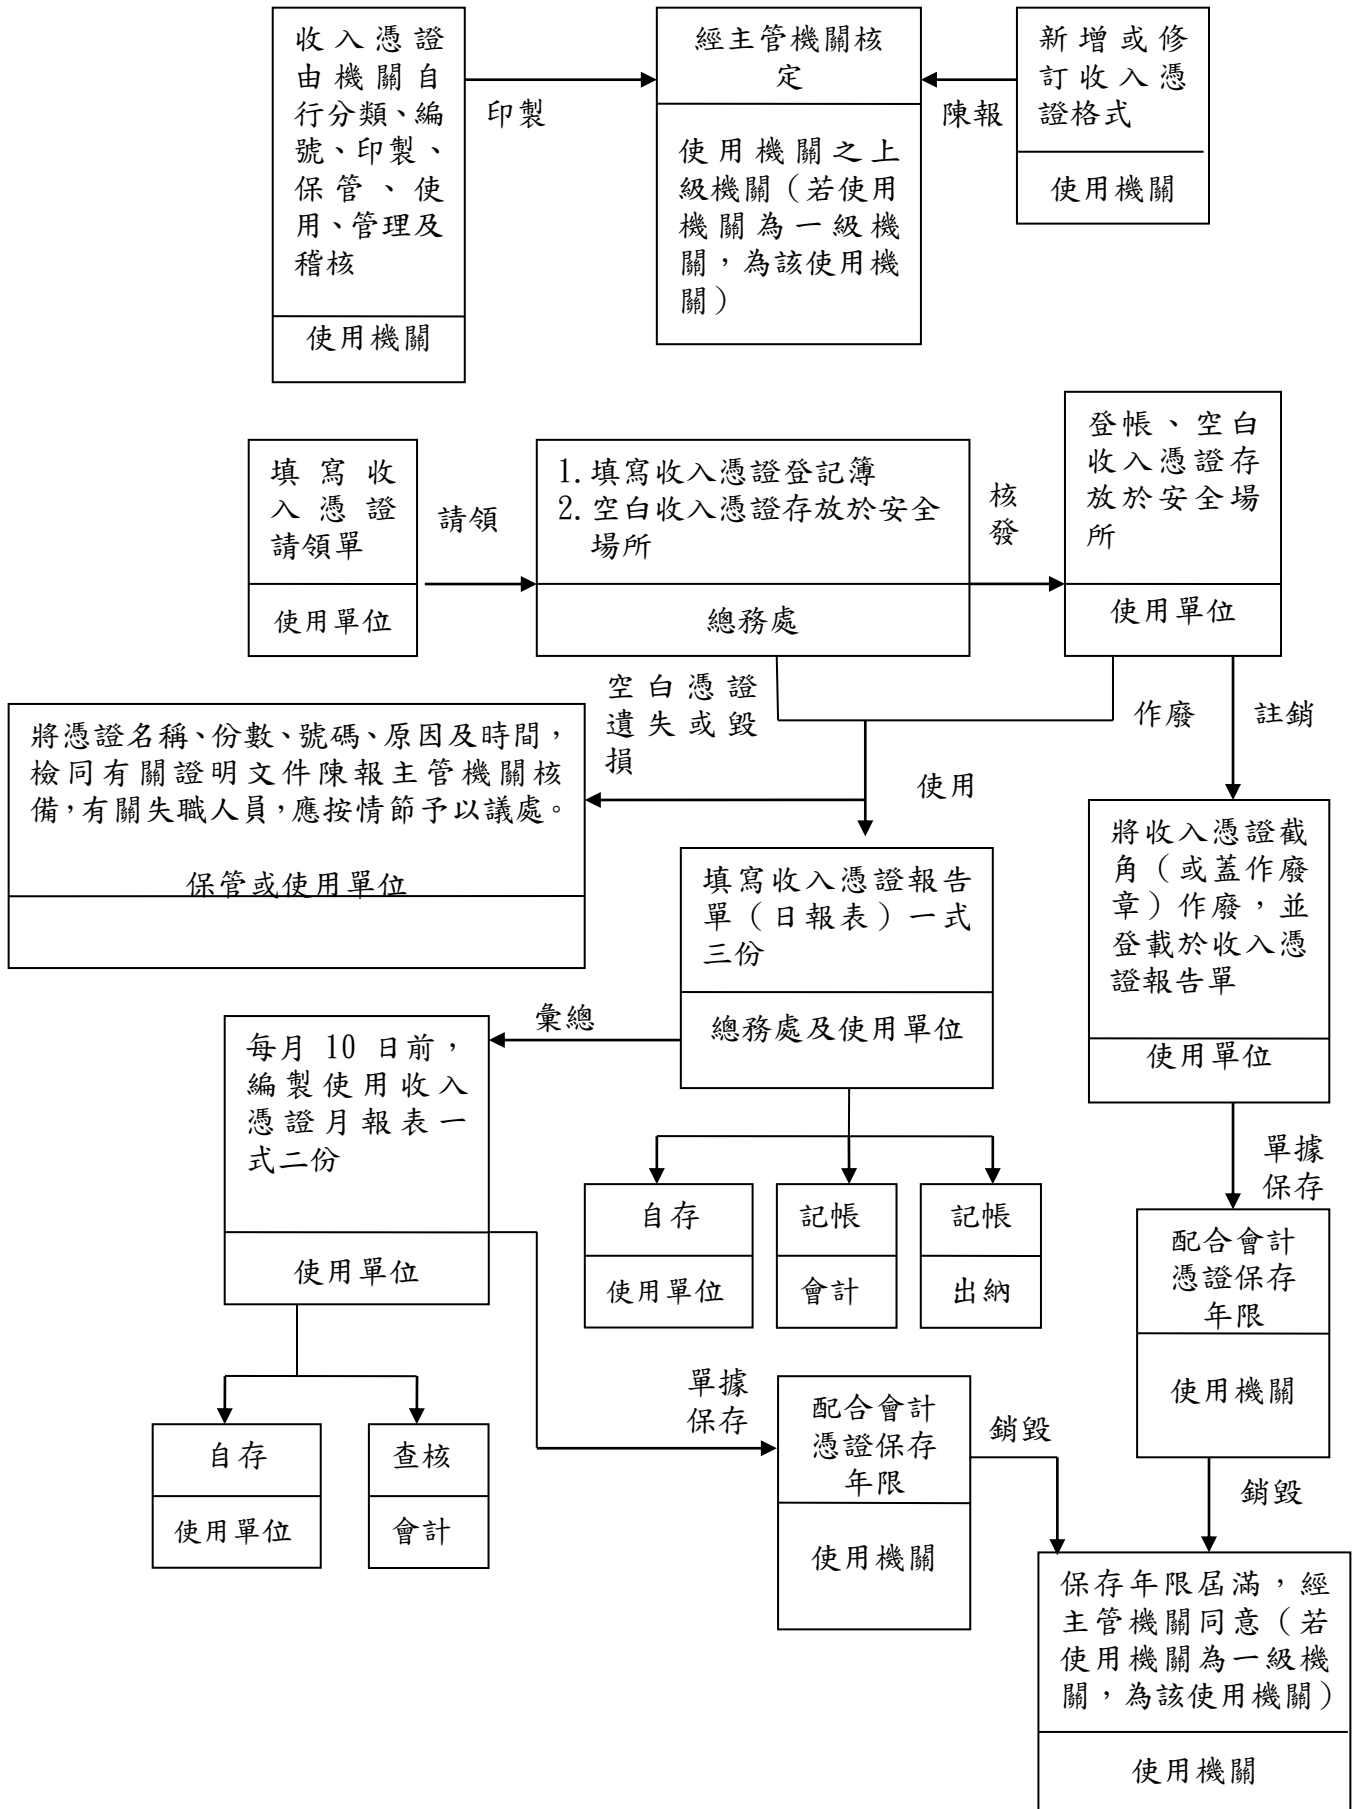 收入憑證
由機關自
行分類、編
號、印製、
保管、使
用、管理及
稽核
使用機關
印製
經主管機關核
定
使用機關之上
級機關（若使用
機關為一級機
關，為該使用機
關）
陳報
新增或修
訂收入憑
證格式
使用機關
填寫收
入憑證
請領單
使用單位
請領
1.填寫收入憑證登記簿
2.空白收入憑證存放於安全
場所
總務處
核
發
登帳、空白
收入憑證存
放於安全場
所
使用單位
空白憑證
遺失或毀
損
作廢
註銷
將憑證名稱、份數、號碼、原因及時間，
檢同有關證明文件陳報主管機關核
備，有關失職人員，應按情節予以議處。
保管或使用單位
使用
填寫收入憑證報告
單（日報表）一式
三份
總務處及使用單位
將收入憑證截
角（或蓋作廢
章）作廢，並
登載於收入憑
證報告單
使用單位
彙總
每月 10 日前，
編製使用收入
憑證月報表一
式二份
使用單位
自存
使用單位
記帳
會計
記帳
出納
單據
保存
配合會計
憑證保存
年限
使用機關
自存
使用單位
查核
會計
單據
保存
配合會計
憑證保存
年限
使用機關
銷毀
銷毀
保存年限屆滿，經
主管機關同意（若
使用機關為一級機
關，為該使用機關）
使用機關